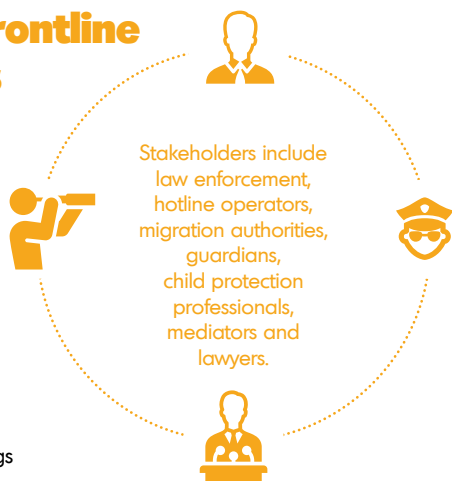 rontline
s
Stakeholders include
law enforcement,
hotline operators,
migration authorities,
guardians,
child protection
professionals,
mediators and
lawyers.
gs